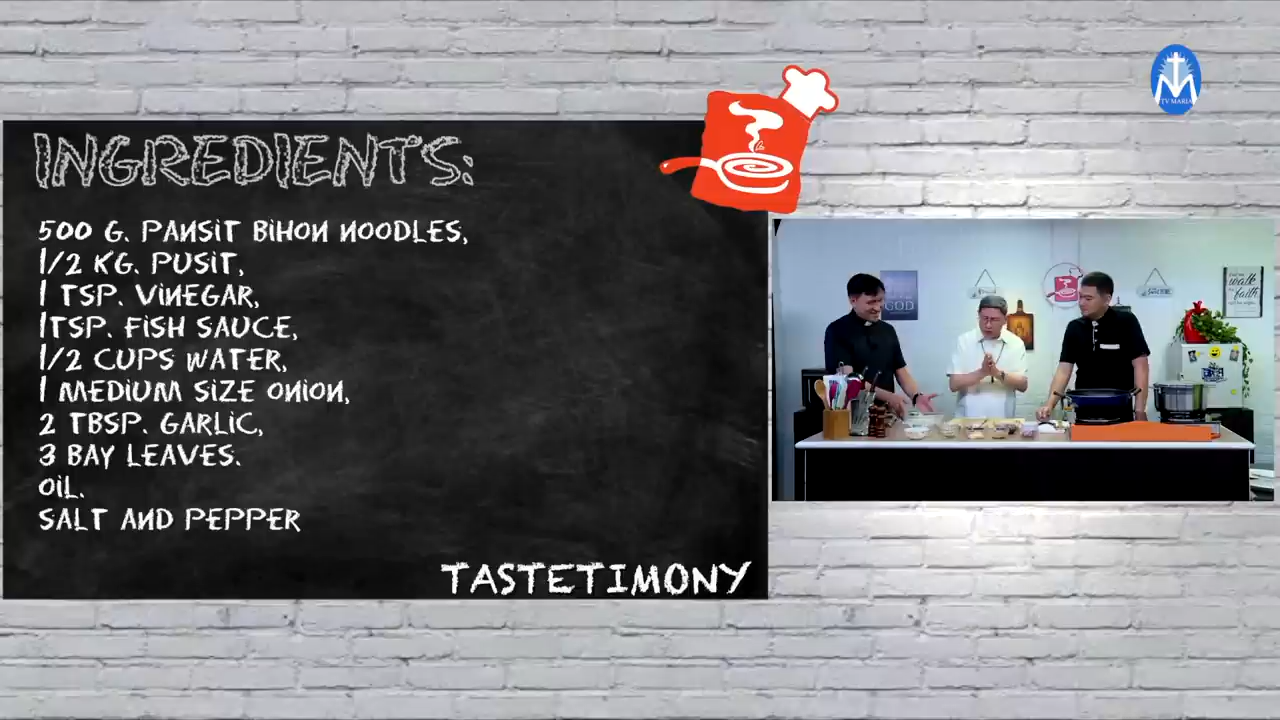 INGREDIENTS:
500 G. PANSIT BIHON NOODLES,
1/2 KG. PUSIT,
1 TSP. VINEGAR,
1TSP. FISH SAUCE,
1/2 CUPS WATER,
1 MEDIUM SIZE ONION,
2 TBSP. GARLIC,
3 BAY LEAVES.
OIL.
SALT AND PEPPER
TASTETIMONY
TV MARIA
GOD
walk
faith